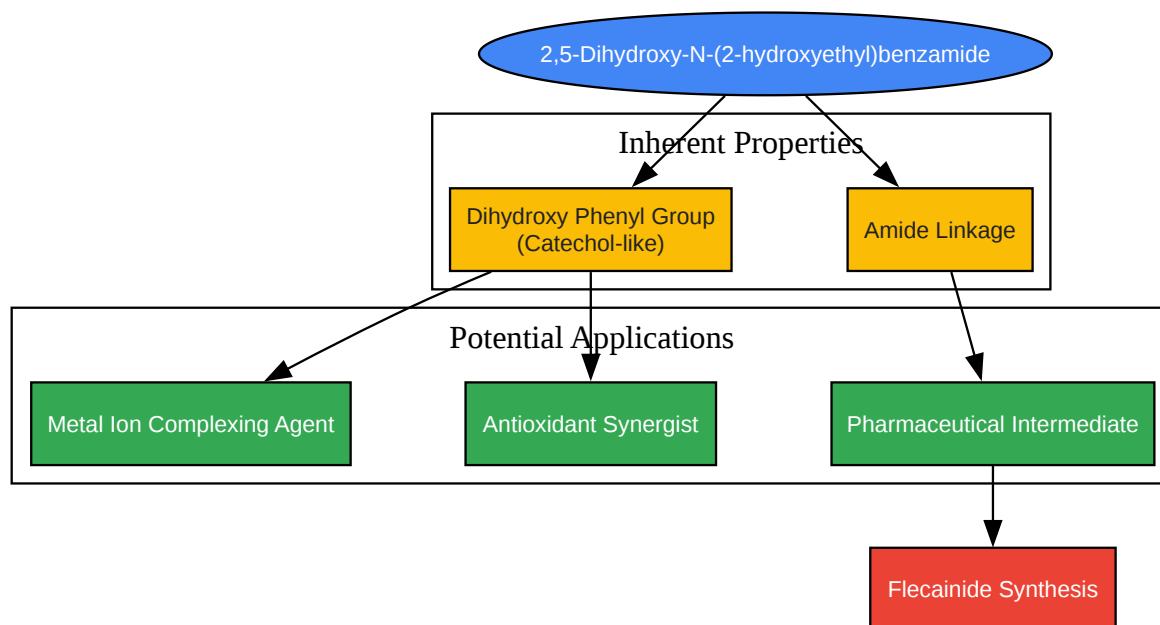 2,5-Dihydroxy-N-(2-hydroxyethyl)benzamide
Inherent Properties
Dihydroxy Phenyl Group
(Catechol-like)
Amide Linkage
Potential Applications
Metal Ion Complexing Agent
Antioxidant Synergist
Pharmaceutical Intermediate
Flecainide Synthesis